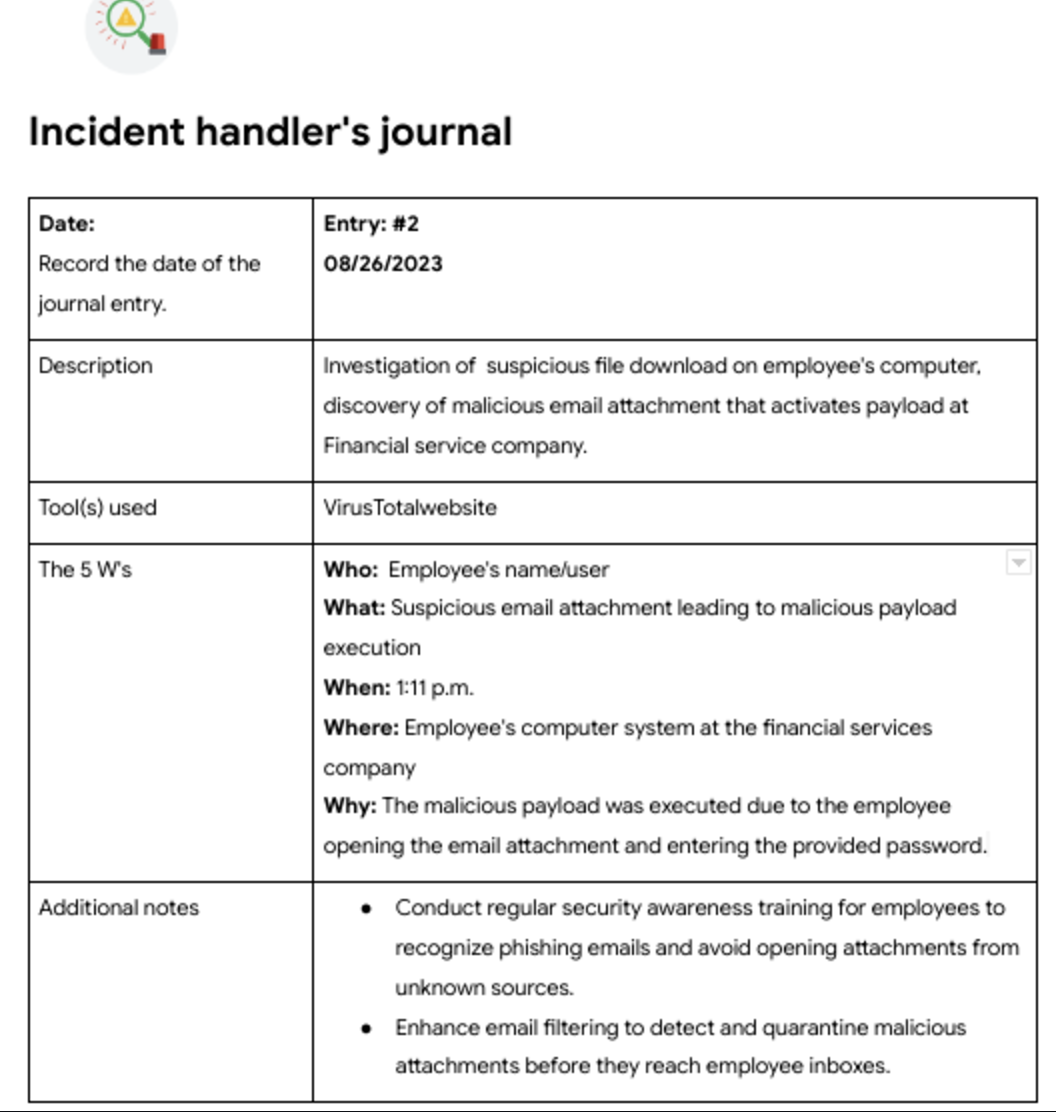 Incident handler's journal
Date:
Record the date of the
journal entry.
Entry: #2
08/26/2023
Description
Investigation of  suspicious file download on employee's computer,
discovery of malicious email attachment that activates payload at
Financial service company.
Tool(s) used
VirusTotalwebsite
The 5 W's
Who:  Employee's name/user
What: Suspicious email attachment leading to malicious payload
execution
When: 1:11 p.m.
Where: Employee's computer system at the financial services
company
Why: The malicious payload was executed due to the employee
opening the email attachment and entering the provided password.
Additional notes
● Conduct regular security awareness training for employees to
recognize phishing emails and avoid opening attachments from
unknown sources.
● Enhance email filtering to detect and quarantine malicious
attachments before they reach employee inboxes.